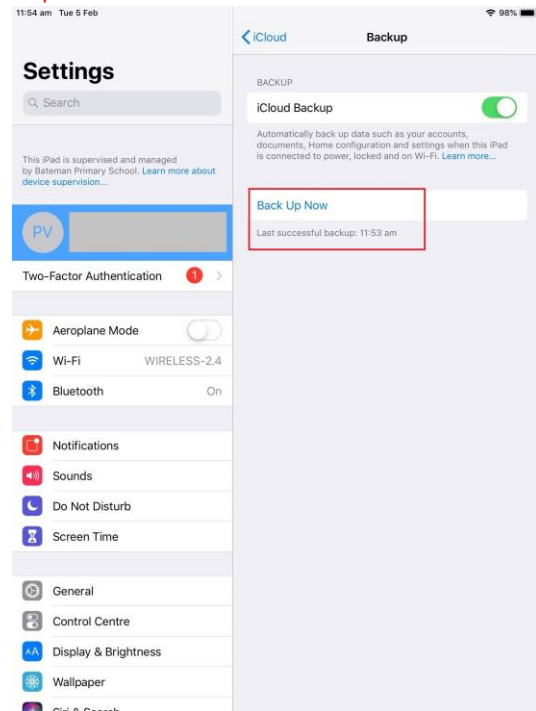 11:54 am Tue 5 Feb
98%
Settings
Search
This iPad is supervised and managed
by Bateman Primary School. Learn more about
device supervision...
PV
Two-Factor Authentication 1
Aeroplane Mode
Wi-Fi WIRELESS-2.4
Bluetooth On
Notifications
Sounds
Do Not Disturb
Screen Time
General
Control Centre
AA Display & Brightness
Wallpaper
iCloud Backup
BACKUP
iCloud Backup
Automatically back up data such as your accounts,
documents, Home configuration and settings when this iPad
is connected to power, locked and on Wi-Fi. Learn more...
Back Up Now
Last successful backup: 11:53 am